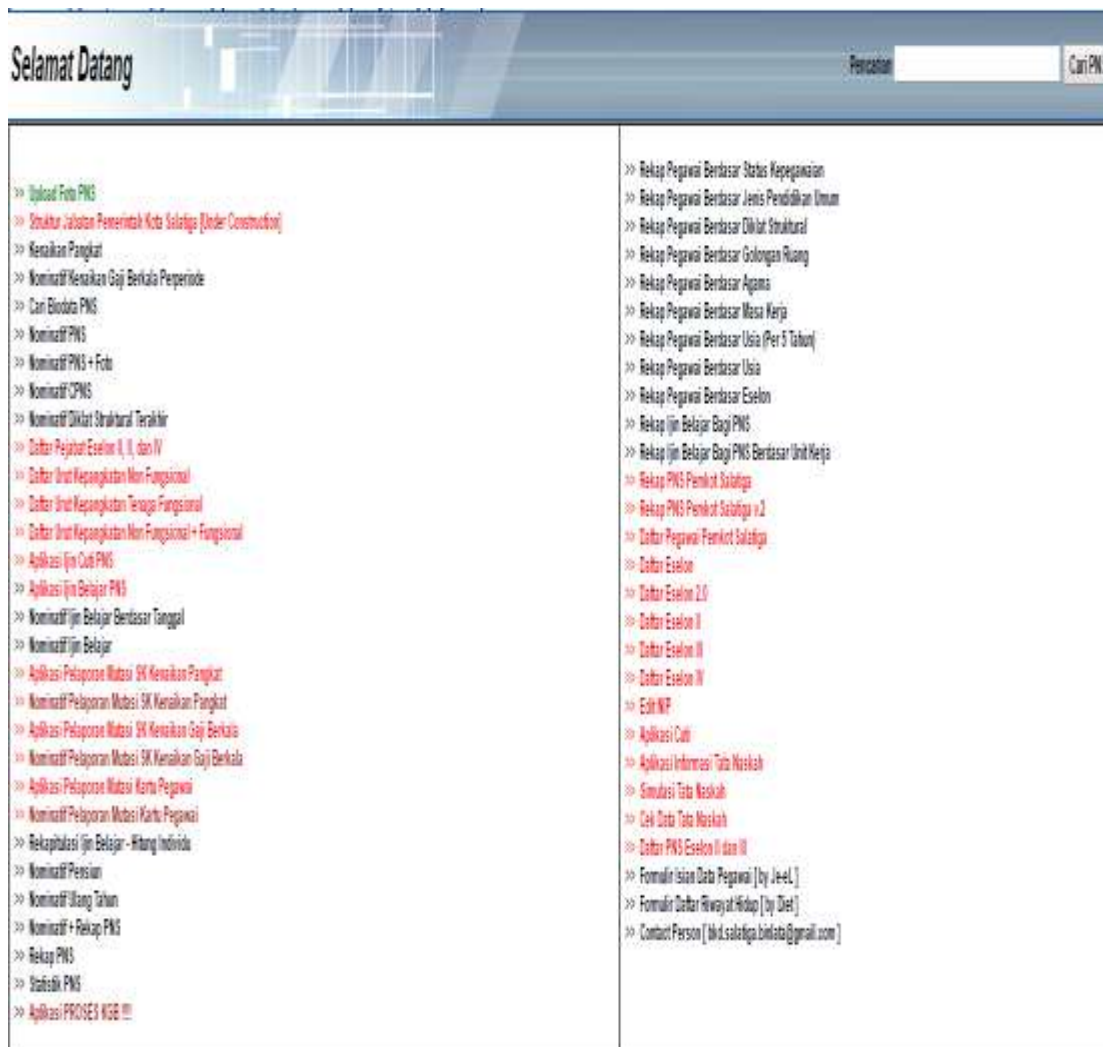 Selamat Datang
Pencarian
Cari PN
>> Upload Foto PNS
>> Struktur Jabatan Pemerintah Kota Salatiga [Under Construction]
>> Kenaikan Pangkat
>> Nominatif Kenaikan Gaji Berkala Perperiode
>> Cari Biodata PNS
>> Nominatif PNS
>> Nominatif PNS + Foto
>> Nominatif CPNS
>> Nominatif Diklat Struktural Terakhir
>> Daftar Pejabat Eselon II, II, dan IV
>> Daftar Urut Kepangkatan Non Fungsional
>> Daftar Urut Kepangkatan Tenaga Fungsional
>> Daftar Urut Kepangkatan Non Fungsional + Fungsional
>> Aplikasi Ijin Cuti PNS
>> Aplikasi Ijin Belajar PNS
>> Nominatif Ijin Belajar Berdasar Tanggal
>> Nominatif Ijin Belajar
>> Aplikasi Pelaporan Mutasi SK Kenaikan Pangkat
>> Nominatif Pelaporan Mutasi SK Kenaikan Pangkat
>> Aplikasi Pelaporan Mutasi SK Kenaikan Gaji Berkala
>> Nominatif Pelaporan Mutasi SK Kenaikan Gaji Berkala
>> Aplikasi Pelaporan Mutasi Kartu Pegawai
>> Nominatif Pelaporan Mutasi Kartu Pegawai
>> Rekapitulasi Ijin Belajar - Hitung Individu
>> Nominatif Pensiun
>> Nominatif Ulang Tahun
>> Nominatif + Rekap PNS
>> Rekap PNS
>> Statistik PNS
>> Aplikasi PROSES KGB !!!!
>> Rekap Pegawai Berdasar Status Kepegawaian
>> Rekap Pegawai Berdasar Jenis Pendidikan Umum
>> Rekap Pegawai Berdasar Diklat Struktural
>> Rekap Pegawai Berdasar Golongan Ruang
>> Rekap Pegawai Berdasar Agama
>> Rekap Pegawai Berdasar Masa Kerja
>> Rekap Pegawai Berdasar Usia (Per 5 Tahun)
>> Rekap Pegawai Berdasar Usia
>> Rekap Pegawai Berdasar Eselon
>> Rekap Ijin Belajar Bagi PNS
>> Rekap Ijin Belajar Bagi PNS Berdasar Unit Kerja
>> Rekap PNS Pemkot Salatiga
>> Rekap PNS Pemkot Salatiga v.2
>> Daftar Pegawai Pemkot Salatiga
>> Daftar Eselon
>> Daftar Eselon 2.0
>> Daftar Eselon II
>> Daftar Eselon III
>> Daftar Eselon IV
>> Edit NIP
>> Aplikasi Cuti
>> Aplikasi Informasi Tata Naskah
>> Simulasi Tata Naskah
>> Cek Data Tata Naskah
>> Daftar PNS Eselon II dan III
>> Formulir Isian Data Pegawai [ by Je-eL ]
>> Formulir Daftar Riwayat Hidup [ by Diet ]
>> Contact Person [ bkd.salatiga.bindata@gmail.com ]